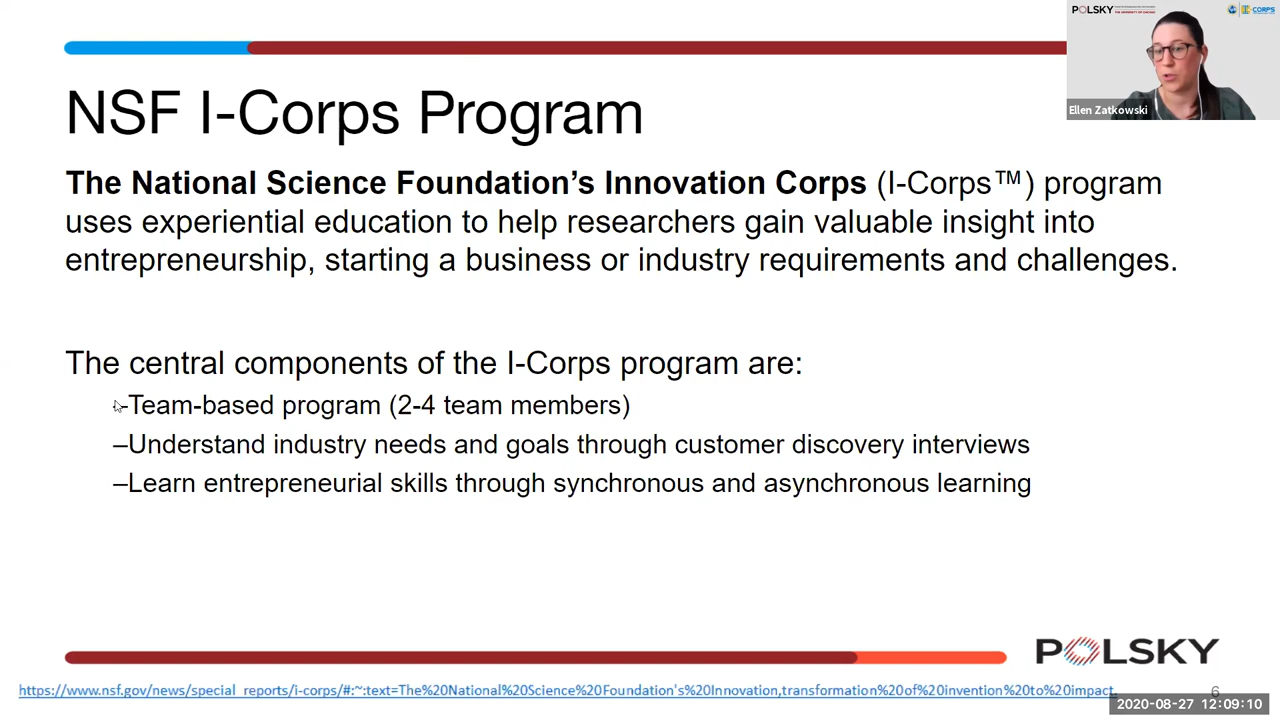 POLSKY
I-CORPS
Ellen Zatkowski
NSF I-Corps Program
The National Science Foundation’s Innovation Corps (I-Corps™) program
uses experiential education to help researchers gain valuable insight into
entrepreneurship, starting a business or industry requirements and challenges.
The central components of the I-Corps program are:
–Team-based program (2-4 team members)
–Understand industry needs and goals through customer discovery interviews
–Learn entrepreneurial skills through synchronous and asynchronous learning
POLSKY
https://www.nsf.gov/news/special_reports/i-corps/#:~:text=The%20National%20Science%20Foundation's%20Innovation,transformation%20of%20invention%20to%20impact.
6
2020-08-27 12:09:10